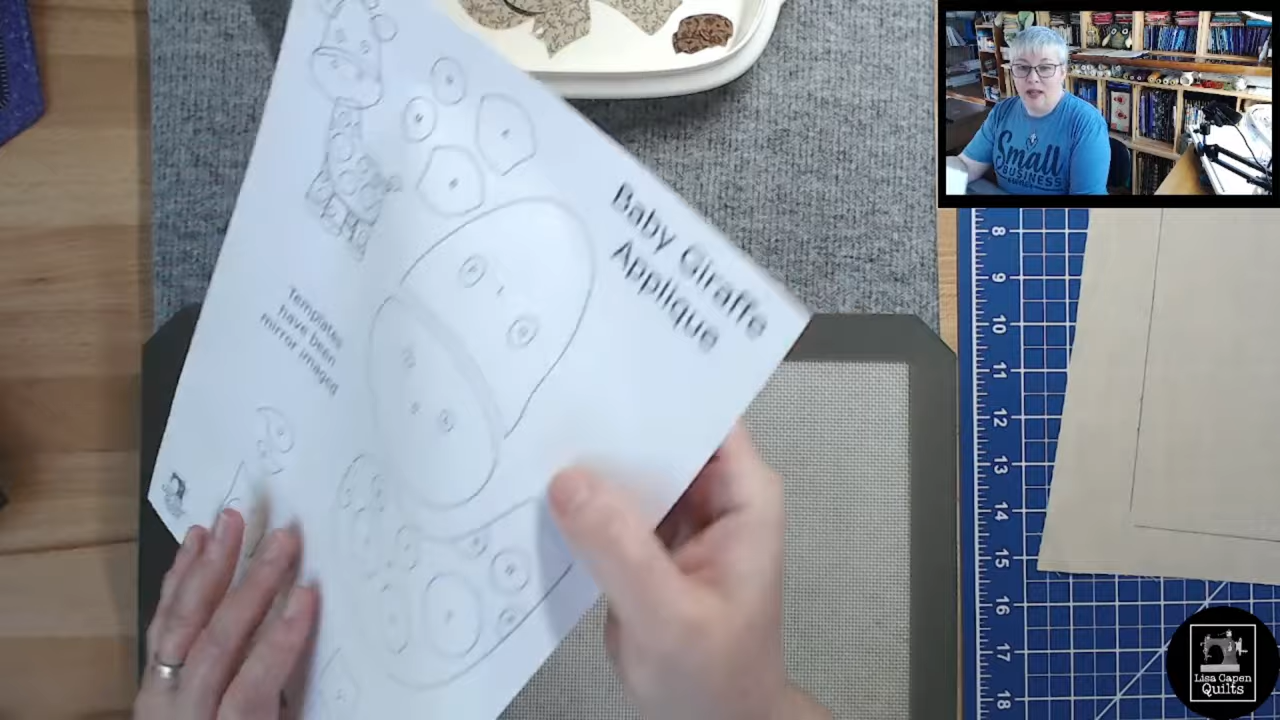 Baby Giraffe
Applique
Templates
have been
mirror imaged
Small
BUSINESS
8
9
10
11
12
13
14
15
16
17
18
Lisa Capen
Quilts